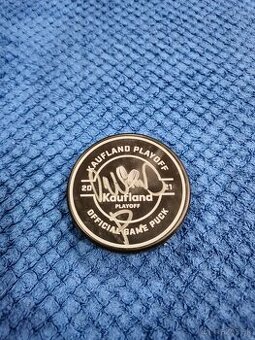 KAUFLAND PLAYOFF
20 21
Kaufland
PLAYOFF
OFFICIAL GAME PUCK